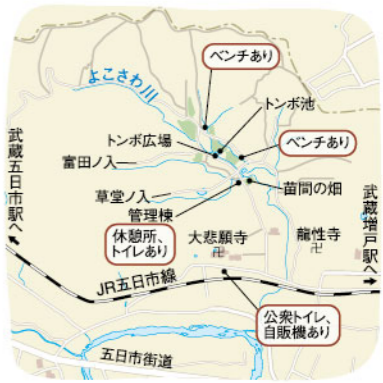 ベンチあり
よこさわ川
トンボ池
トンボ広場
ベンチあり
富田ノ入
武蔵五日市駅へ
草堂ノ入
苗間の畑
管理棟
武蔵増戸駅へ
休憩所、
トイレあり
大悲願寺
卍
龍性寺
卍
JR五日市線
公衆トイレ、
自販機あり
五日市街道